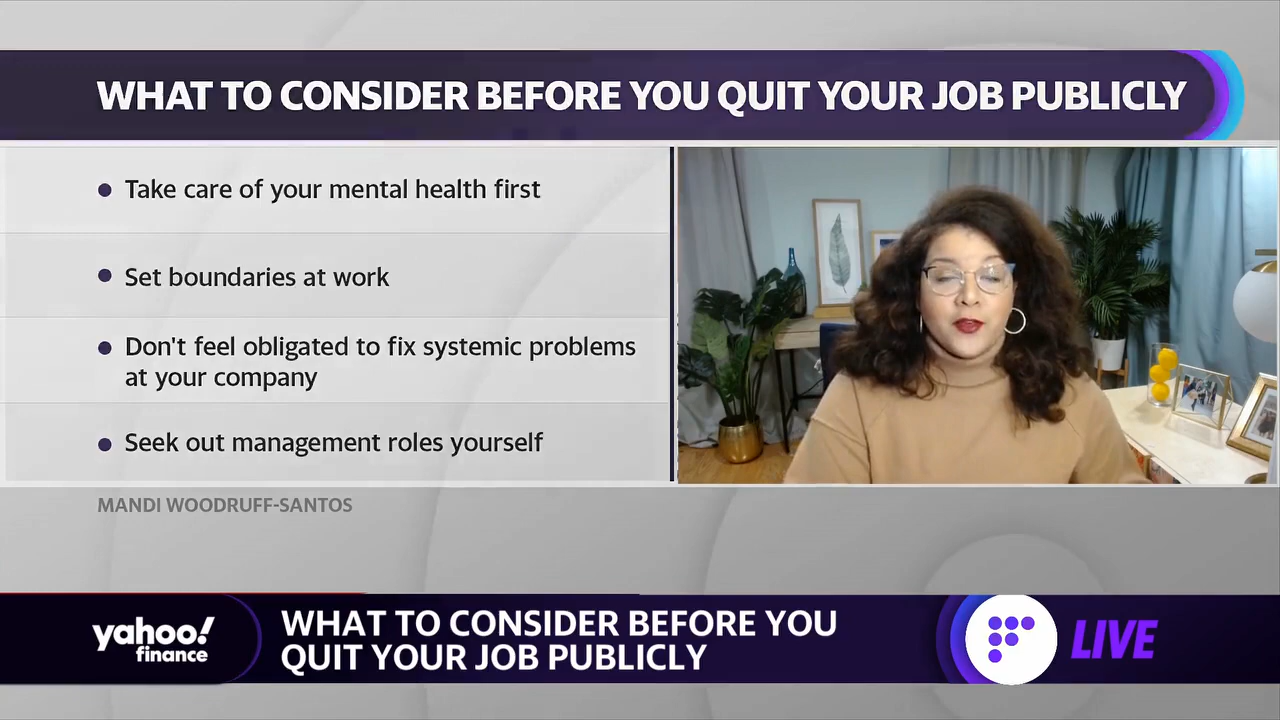 WHAT TO CONSIDER BEFORE YOU QUIT YOUR JOB PUBLICLY
Take care of your mental health first
Set boundaries at work
Don't feel obligated to fix systemic problems
at your company
Seek out management roles yourself
MANDI WOODRUFF-SANTOS
yahoo!
finance
WHAT TO CONSIDER BEFORE YOU
QUIT YOUR JOB PUBLICLY
LIVE